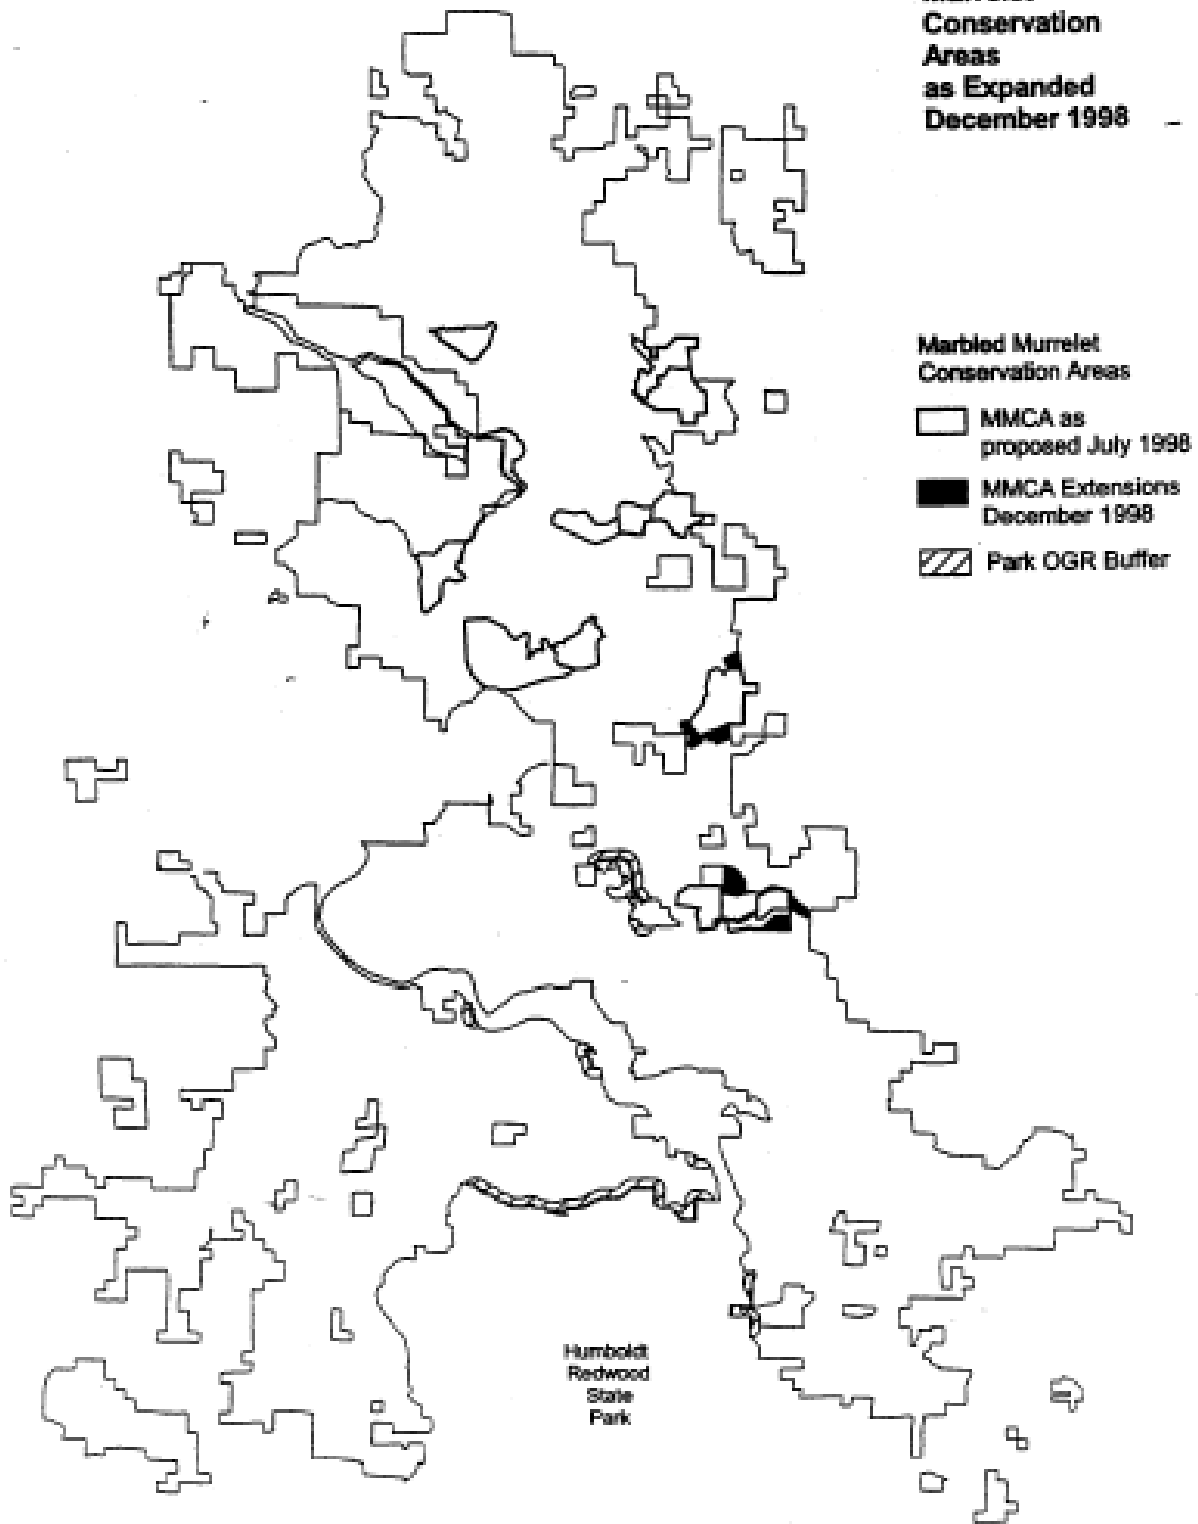 Conservation
Areas
as Expanded
December 1998
Marbled Murrelet
Conservation Areas
MMCA as
proposed July 1998
MMCA Extensions
December 1998
Park OGR Buffer
Humboldt
Redwood
State
Park